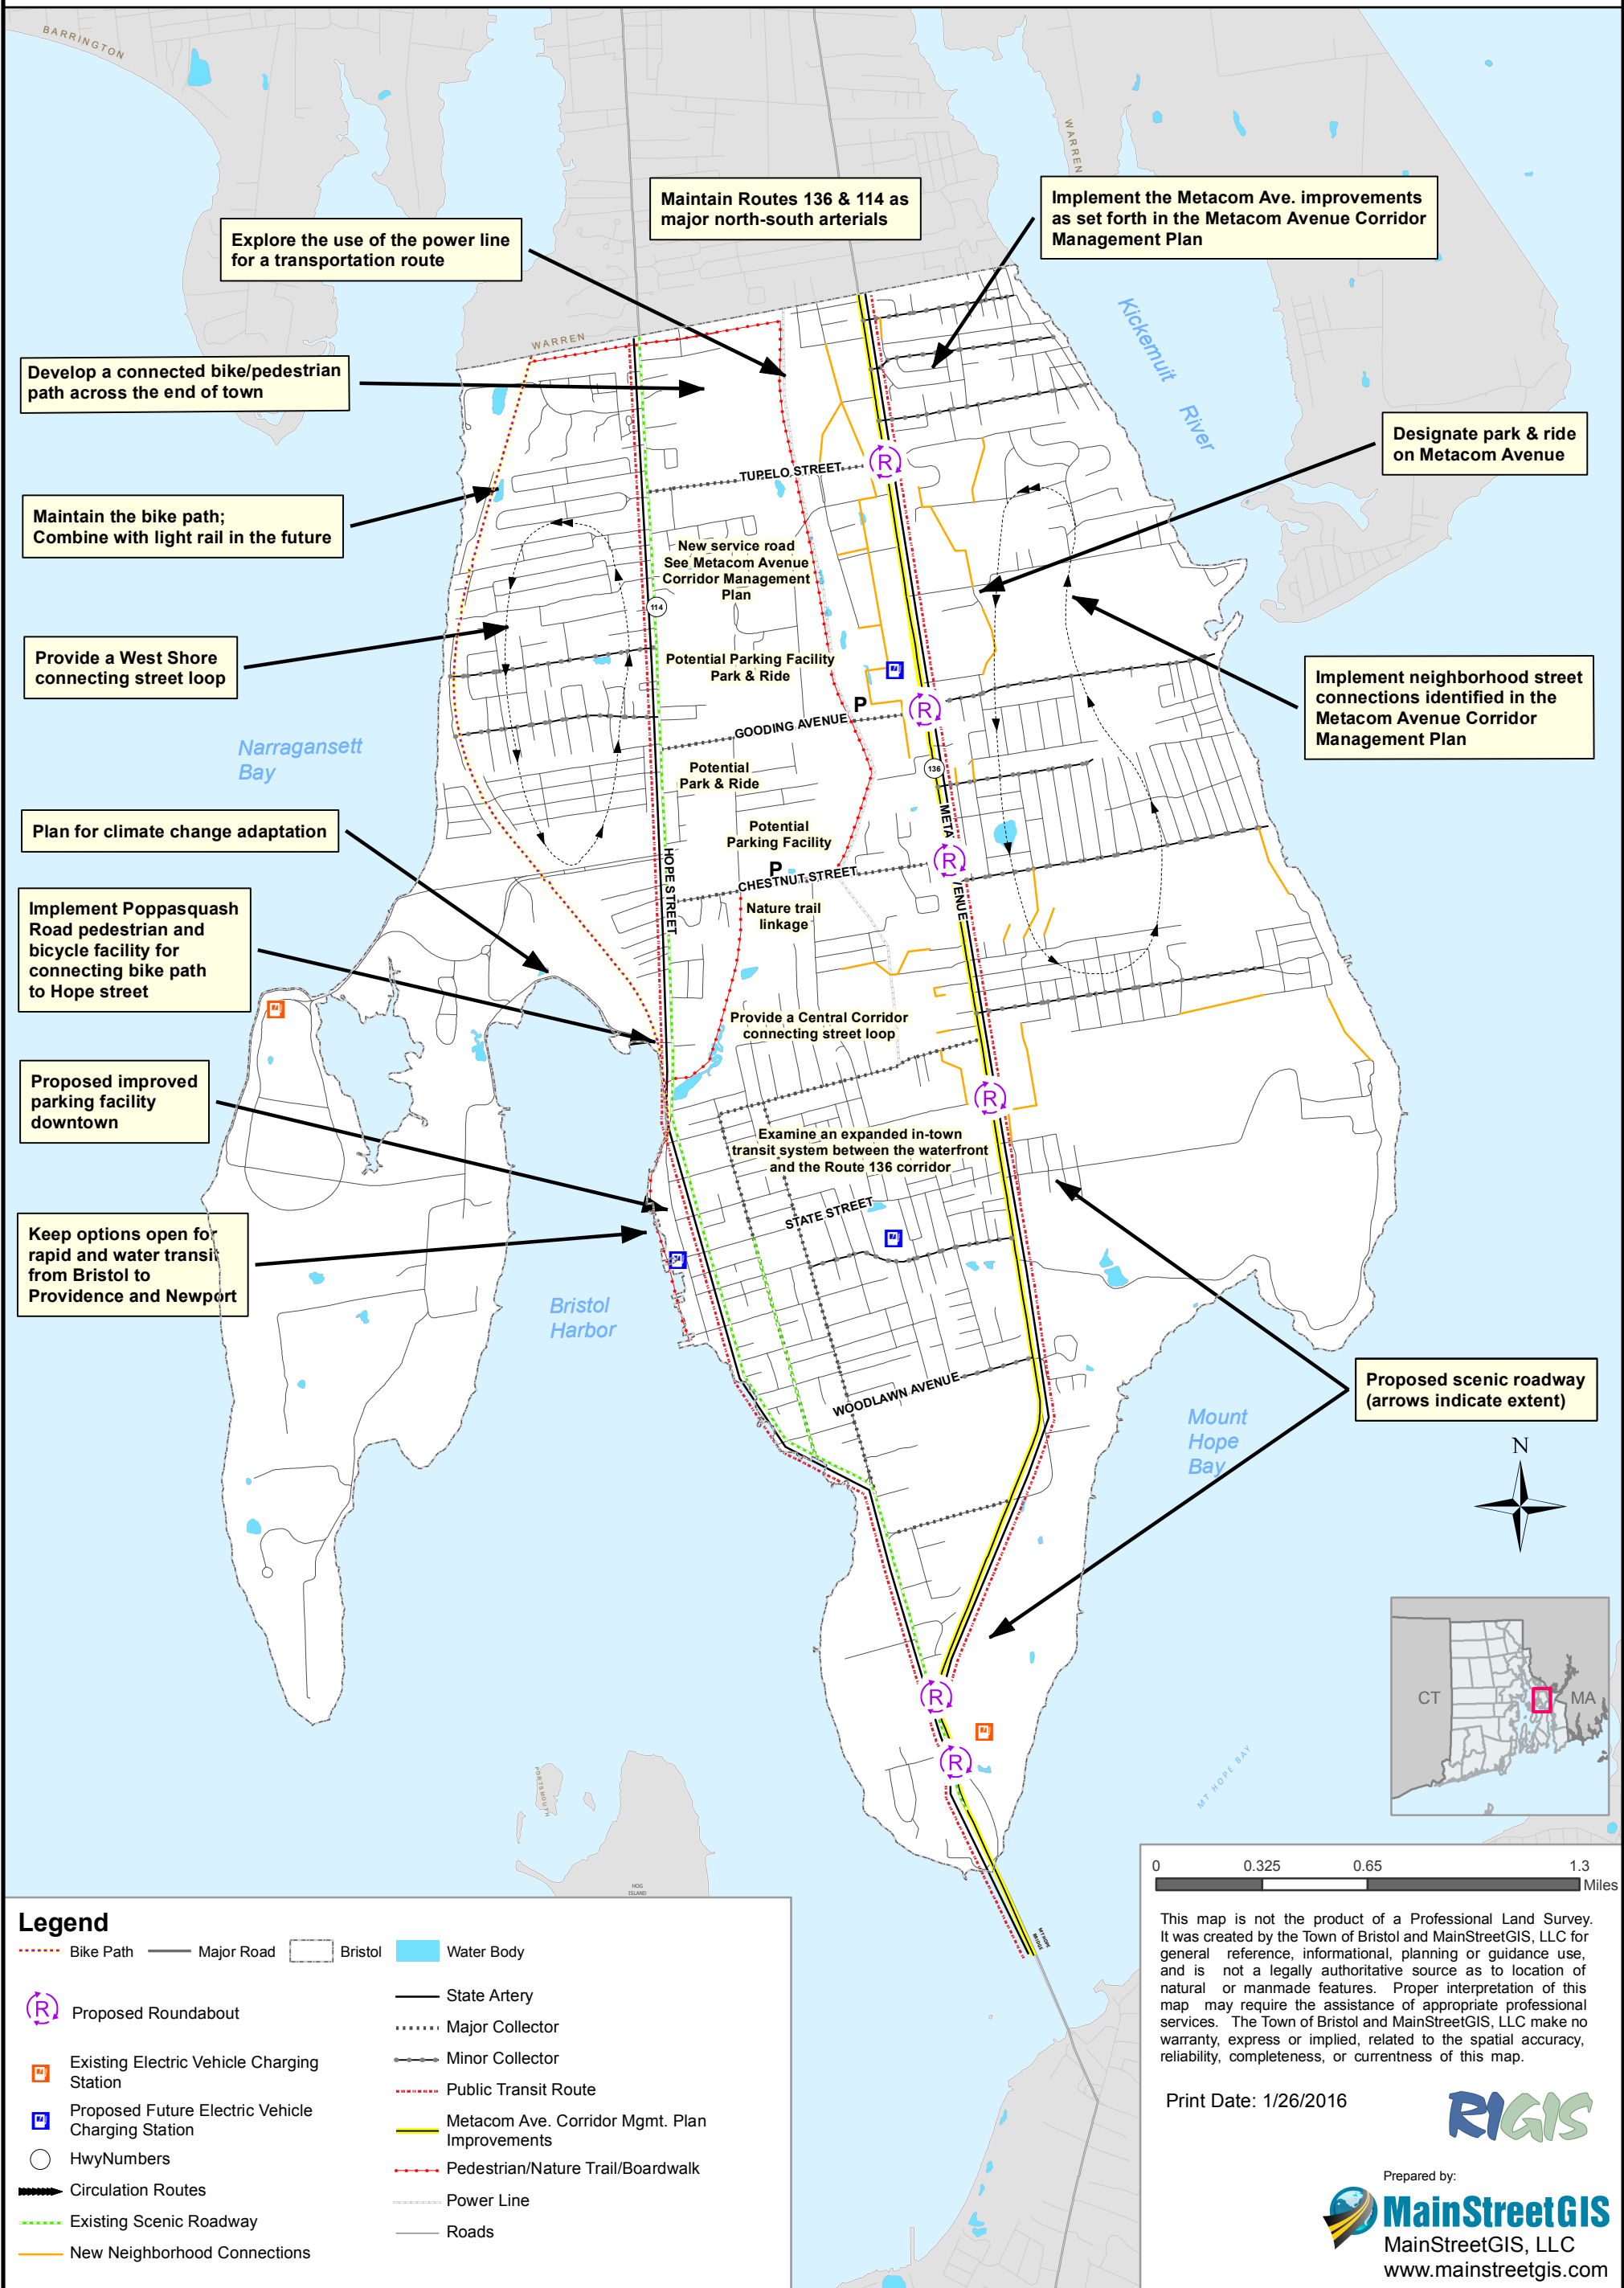 BARRINGTON
WARREN
Maintain Routes 136 & 114 as
major north-south arterials
Implement the Metacom Ave. improvements
as set forth in the Metacom Avenue Corridor
Management Plan
Explore the use of the power line
for a transportation route
Kickemuit
River
WARREN
Develop a connected bike/pedestrian
path across the end of town
Designate park & ride
on Metacom Avenue
TUPELO STREET
R
Maintain the bike path;
Combine with light rail in the future
New service road
See Metacom Avenue
Corridor Management
Plan
114
Provide a West Shore
connecting street loop
Potential Parking Facility
Park & Ride
Implement neighborhood street
connections identified in the
Metacom Avenue Corridor
Management Plan
P
R
GOODING AVENUE
Narragansett
Bay
136
Potential
Park & Ride
Plan for climate change adaptation
Potential
Parking Facility
META
R
VENUE
HOPE STREET
P
CHESTNUT STREET
Implement Poppasquash
Road pedestrian and
bicycle facility for
connecting bike path
to Hope street
Nature trail
linkage
Provide a Central Corridor
connecting street loop
Proposed improved
parking facility
downtown
R
Examine an expanded in-town
transit system between the waterfront
and the Route 136 corridor
STATE STREET
Keep options open for
rapid and water transit
from Bristol to
Providence and Newport
Bristol
Harbor
WOODLAWN AVENUE
Proposed scenic roadway
(arrows indicate extent)
Mount
Hope
Bay
N
R
CT
MA
R
PORTSMOUTH
MT HOPE BAY
HOG
ISLAND
MT HOPE
BRIDGE
0 0.325 0.65 1.3
Miles
Legend
Bike Path
Major Road
Bristol
Water Body
R
Proposed Roundabout
Existing Electric Vehicle Charging
Station
Proposed Future Electric Vehicle
Charging Station
HwyNumbers
Circulation Routes
Existing Scenic Roadway
New Neighborhood Connections
State Artery
Major Collector
Minor Collector
Public Transit Route
Metacom Ave. Corridor Mgmt. Plan
Improvements
Pedestrian/Nature Trail/Boardwalk
Power Line
Roads
This map is not the product of a Professional Land Survey.
It was created by the Town of Bristol and MainStreetGIS, LLC for
general reference, informational, planning or guidance use,
and is not a legally authoritative source as to location of
natural or manmade features. Proper interpretation of this
map may require the assistance of appropriate professional
services. The Town of Bristol and MainStreetGIS, LLC make no
warranty, express or implied, related to the spatial accuracy,
reliability, completeness, or currentness of this map.
Print Date: 1/26/2016
RIGIS
Prepared by:
MainStreetGIS
MainStreetGIS, LLC
www.mainstreetgis.com